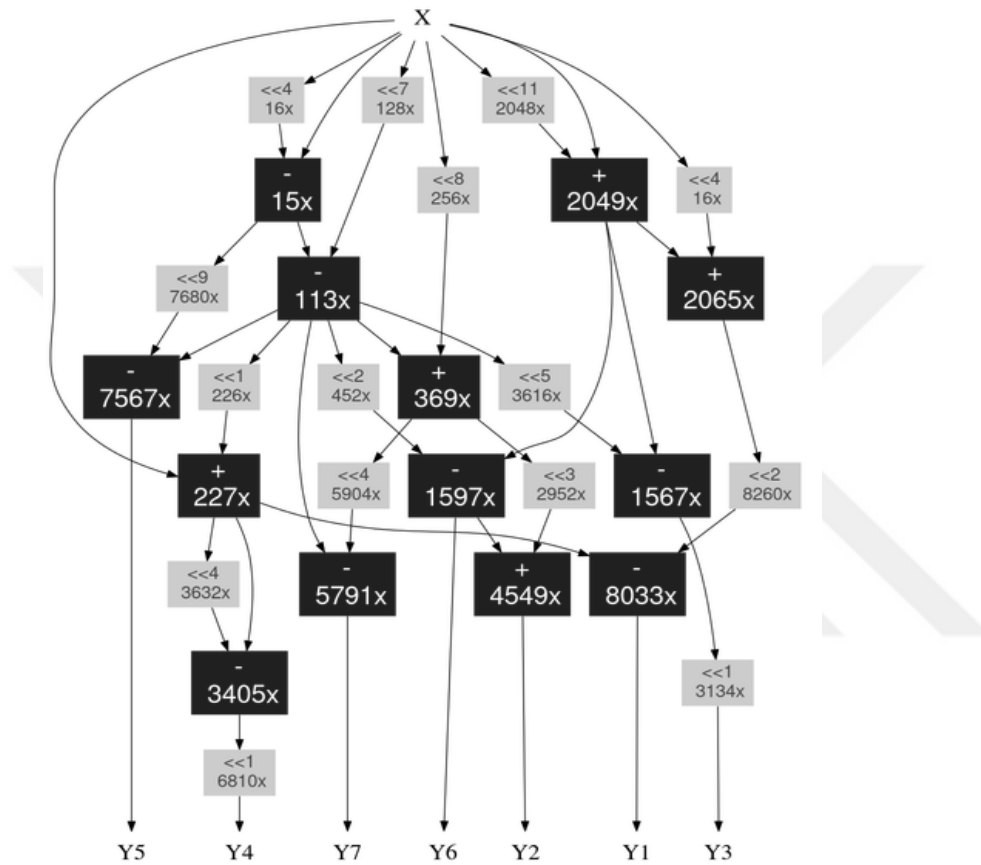 X
<<4
16x
<<7
128x
<<11
2048x
-
15x
<<8
256x
+
2049x
<<4
16x
<<9
7680x
-
113x
+
2065x
-
7567x
<<1
226x
<<2
452x
+
369x
<<5
3616x
+
227x
<<4
5904x
-
1597x
<<3
2952x
-
1567x
<<2
8260x
<<4
3632x
-
5791x
+
4549x
-
8033x
-
3405x
<<1
3134x
<<1
6810x
Y5 Y4 Y7 Y6 Y2 Y1 Y3